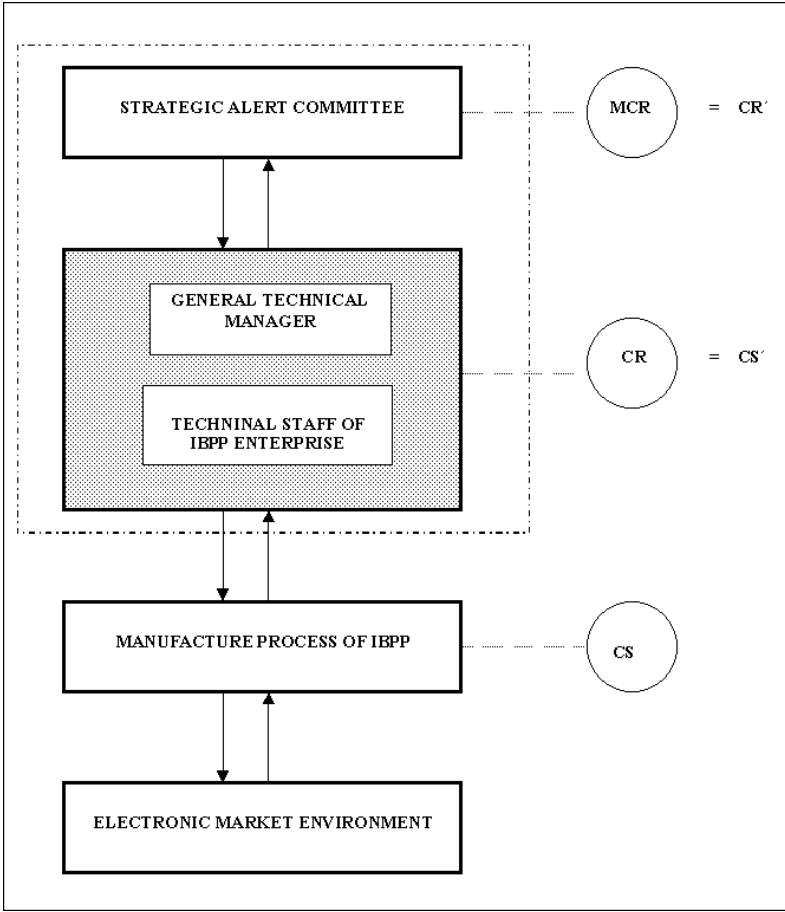 STRATEGIC ALERT COMMITTEE
MCR = CR´
GENERAL TECHNICAL
MANAGER
CR = CS´
TECHNINAL STAFF OF
IBPP ENTERPRISE
MANUFACTURE PROCESS OF IBPP
CS
ELECTRONIC MARKET ENVIRONMENT